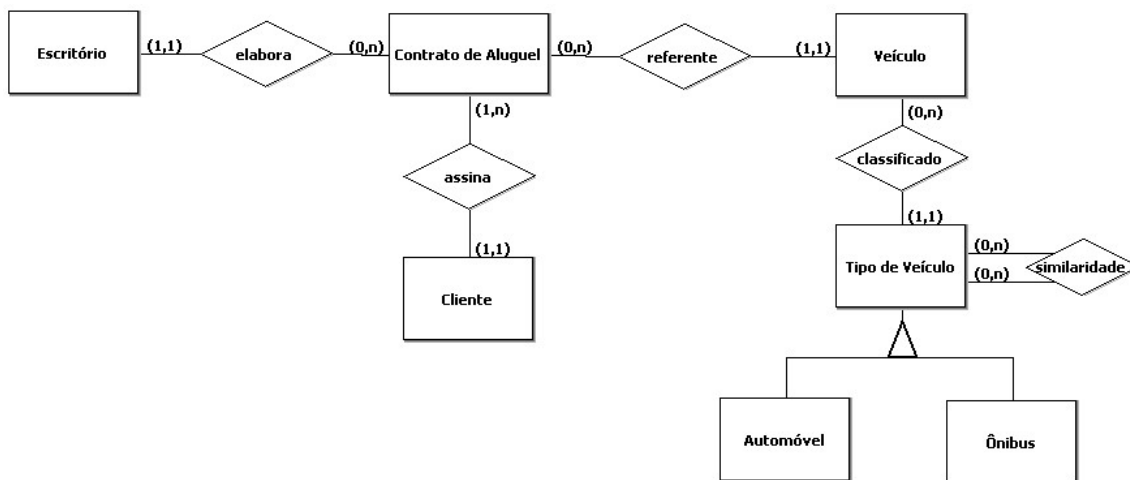 Escritório
(1,1)
elabora
(0,n)
Contrato de Aluguel
(0,n)
referente
(1,1)
Veículo
(1,n)
assina
(1,1)
Cliente
(0,n)
classificado
(1,1)
Tipo de Veículo
(0,n)
(0,n)
similaridade
Automóvel
Ônibus